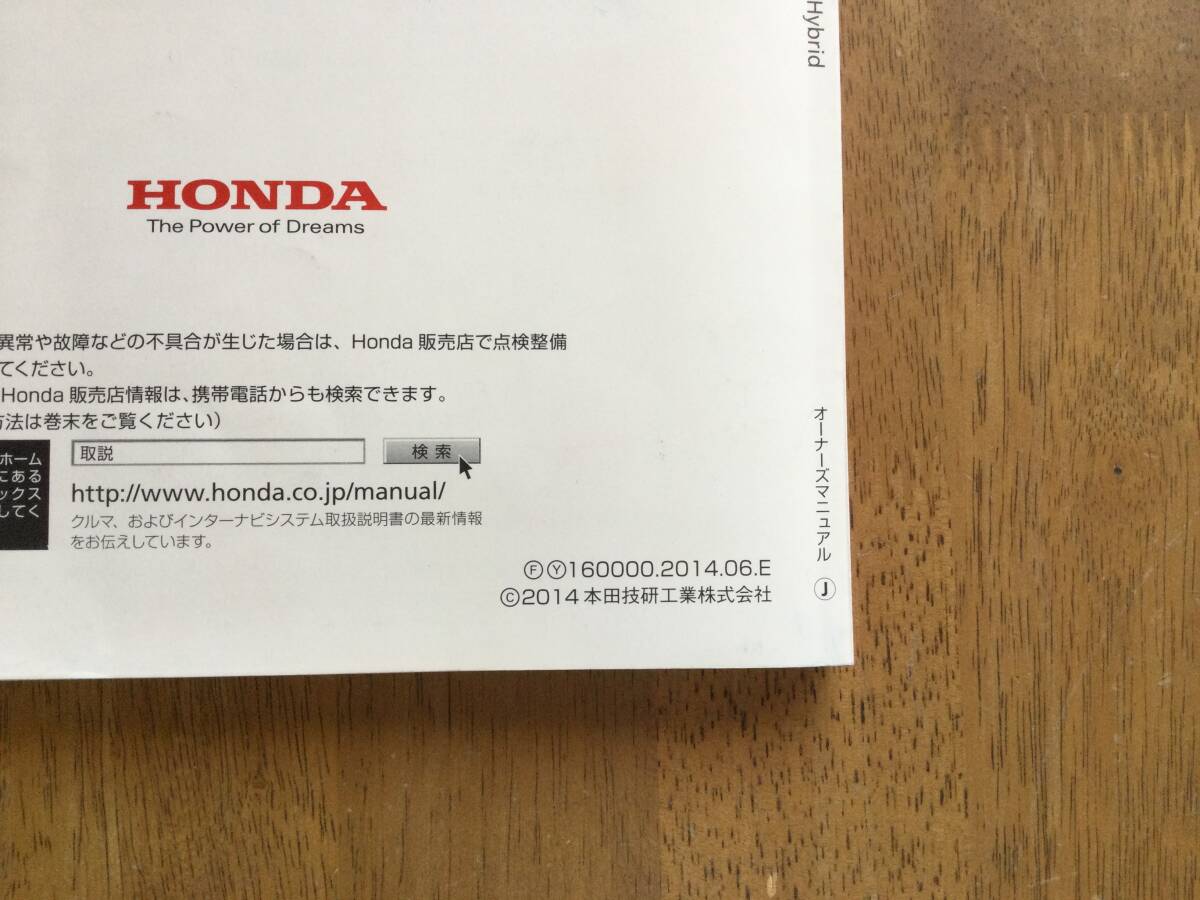 Hybrid
HONDA
The Power of Dreams
異常や故障などの不具合が生じた場合は、Honda 販売店で点検整備
てください。
Honda 販売店情報は、携帯電話からも検索できます。
方法は巻末をご覧ください）
ホーム
にある
ックス
してく
取説
検索
http://www.honda.co.jp/manual/
クルマ、およびインターナビシステム取扱説明書の最新情報
をお伝えしています。
ⒻⓎ160000.2014.06.E
©2014 本田技研工業株式会社
オーナーズマニュアル Ⓙ